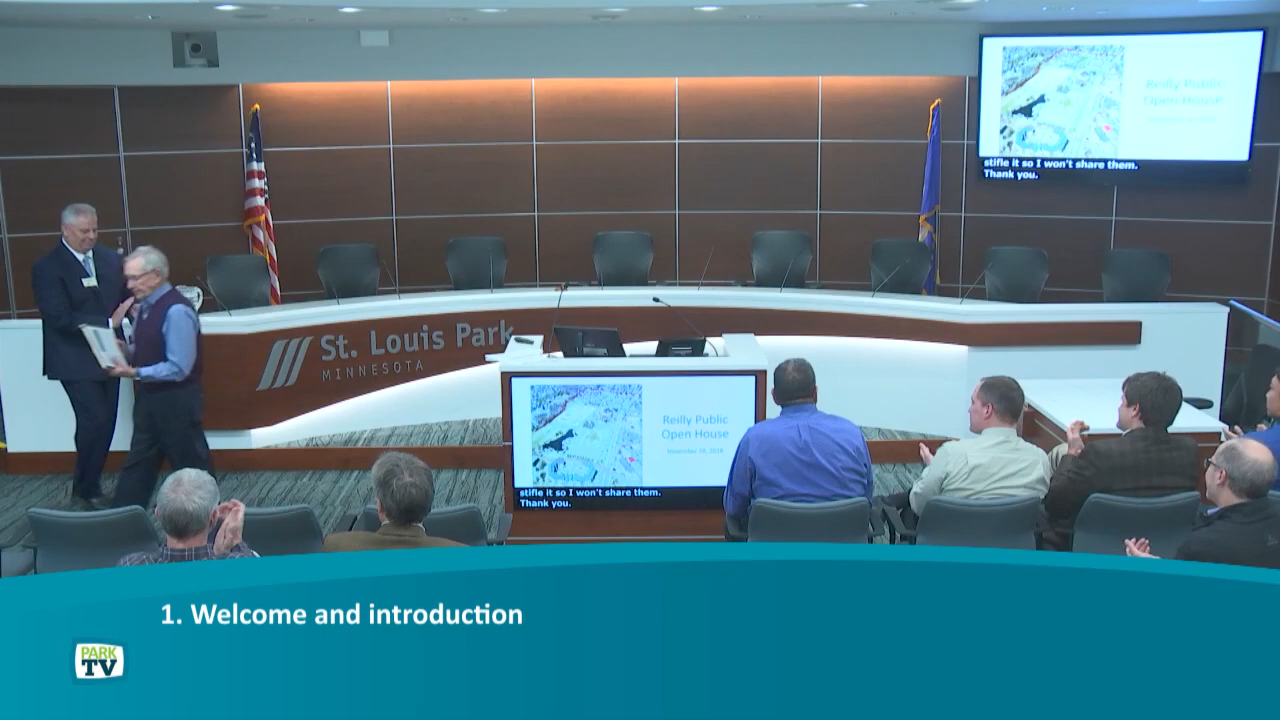 Reilly Public
Open House
stifle it so I won't share them.
Thank you.
St. Louis Park
MINNESOTA
Reilly Public
Open House
stifle it so I won't share them.
Thank you.
1. Welcome and introduction
PARK
TV